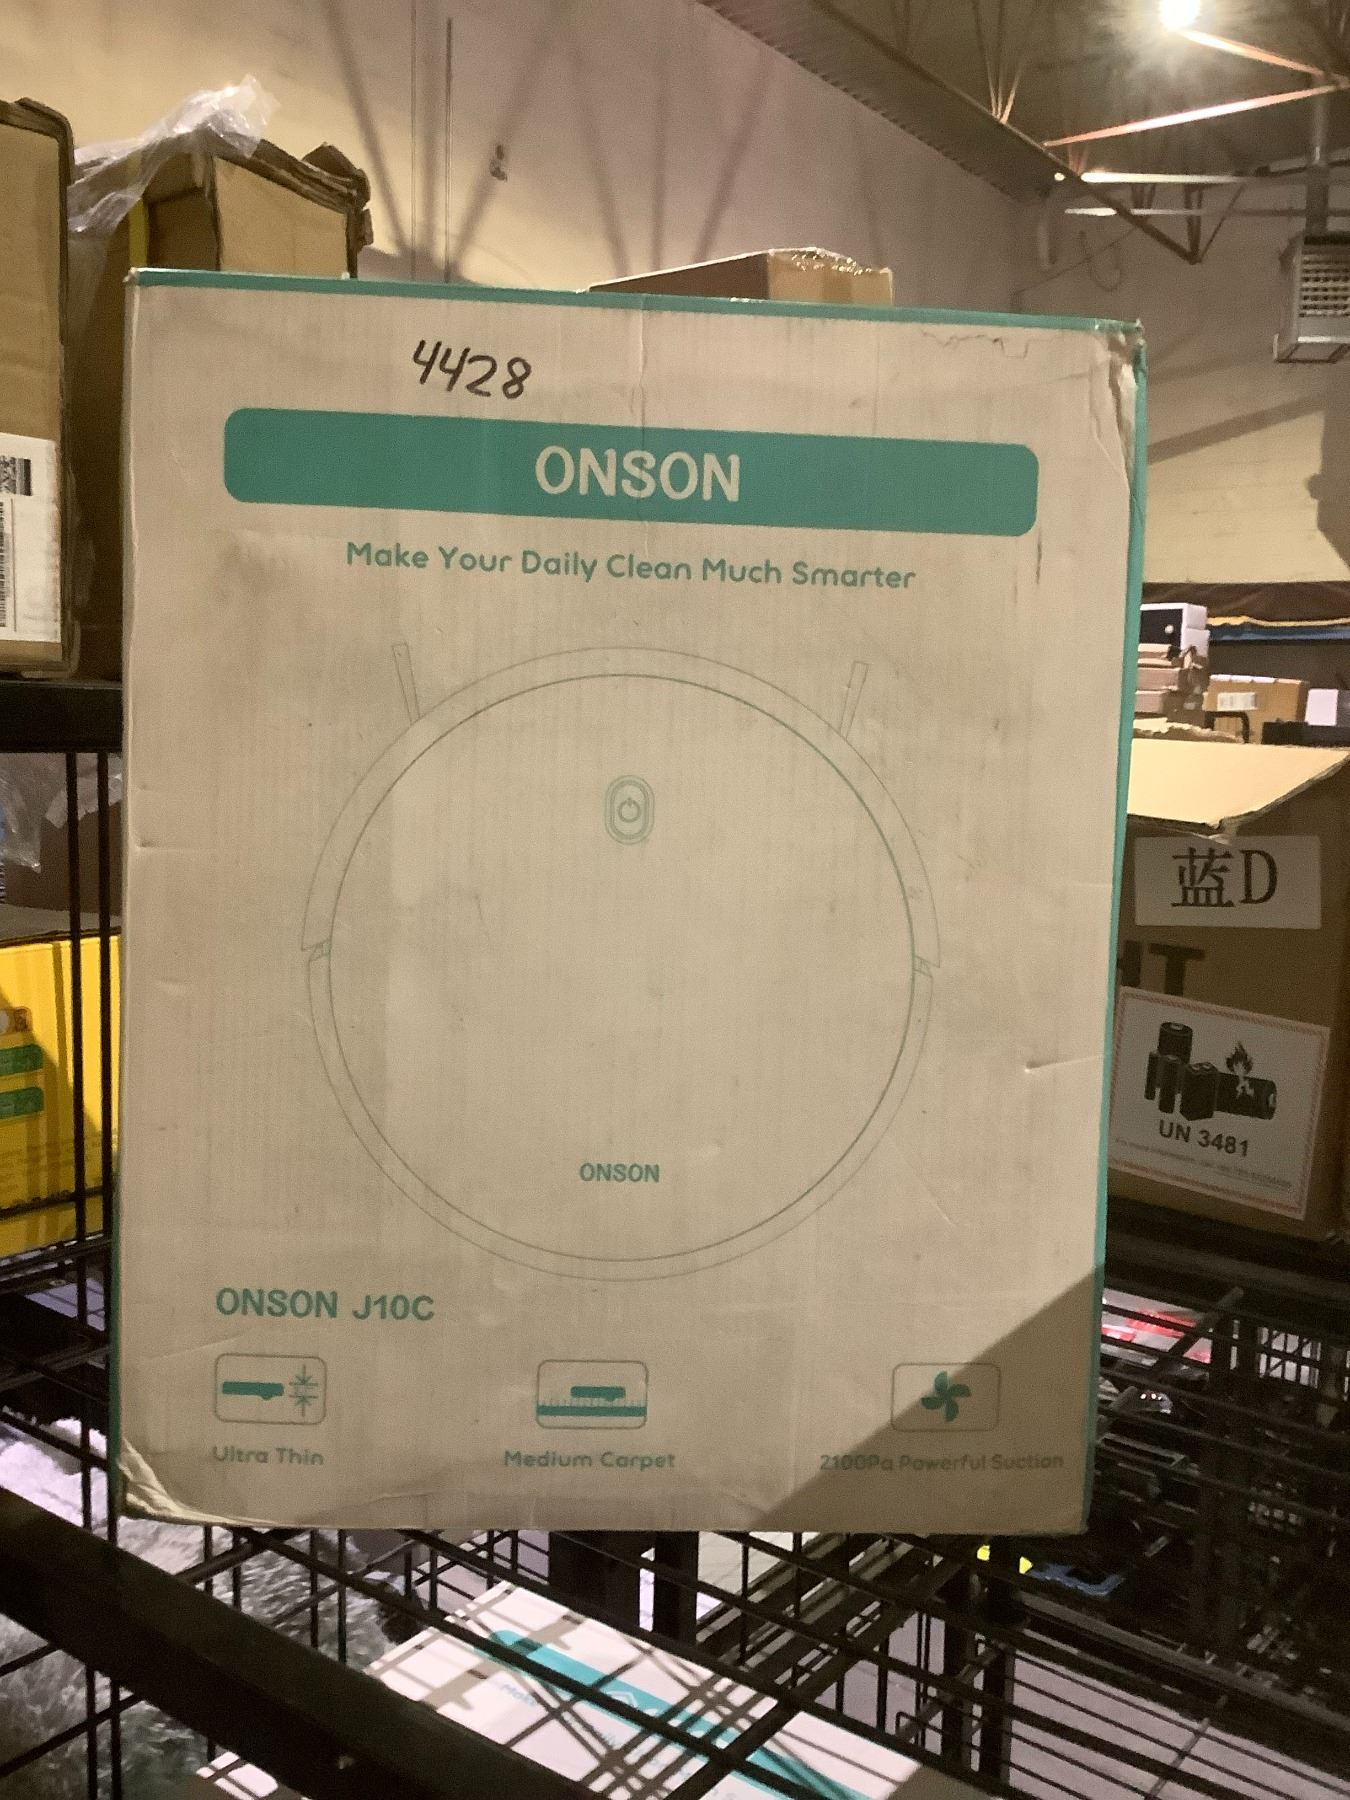 4428
ONSON
Make Your Daily Clean Much Smarter
蓝D
UN 3481
ONSON
ONSON J10C
Ultra Thin
Medium Carpet
2100Pa Powerful Suction